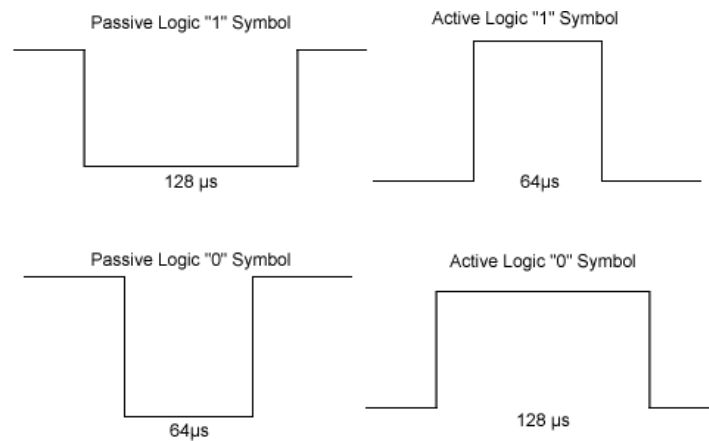 Passive Logic "1" Symbol
Active Logic "1" Symbol
128 µs
64µs
Passive Logic "0" Symbol
Active Logic "0" Symbol
64µs
128 µs